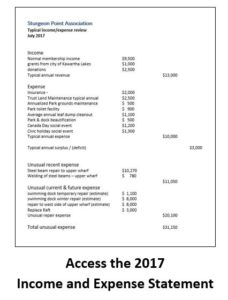 Sturgeon Point Association
Typical Income/expense review
July 2017
Income
Normal membership income $9,500
grants from city of Kawartha Lakes $1,000
donations $2,500
Typical annual revenue $13,000
Expense
Insurance - $2,000
Trust Land Maintenance typical annual $2,500
Annualized Park grounds maintenance $ 500
Park toilet facility $ 900
Average annual leaf dump cleanout $1,100
Park & dock beautification $ 500
Canada Day social event $1,200
Civic holiday social event $1,300
Typical annual expense $10,000
Typical annual surplus / (deficit) $3,000
Unusual recent expense
Steel beam repair to upper wharf $10,270
Welding of steel beams - upper wharf $ 780
$11,050
Unusual current & future expense
swimming dock temporary repair (estimate) $ 1,100
swimming dock winter repair (estimate) $ 8,000
repair to west side of upper wharf (estimate) $ 8,000
Replace Raft $ 3,000
Unusual repair expense $20,100
Total unusual expense $31,150
Access the 2017
Income and Expense Statement